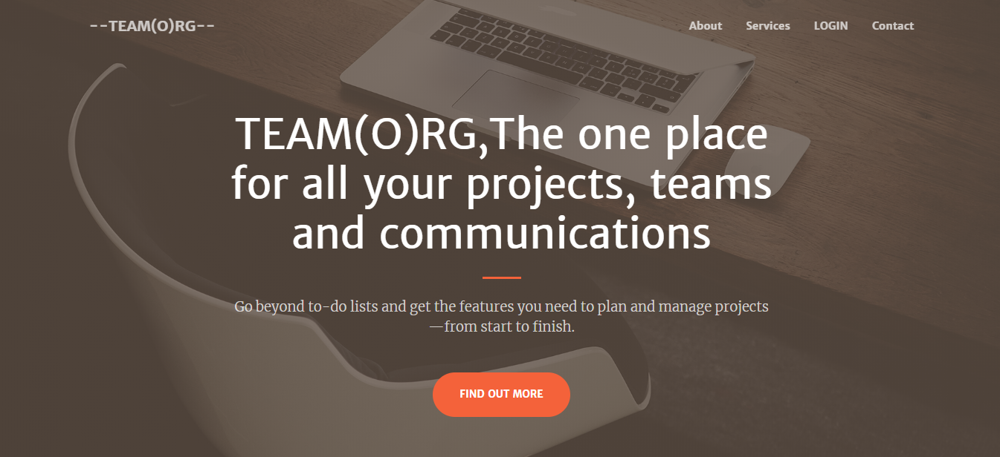 --TEAM(O)RG--
About Services LOGIN Contact
TEAM(O)RG,The one place
for all your projects, teams
and communications
Go beyond to-do lists and get the features you need to plan and manage projects
—from start to finish.
FIND OUT MORE